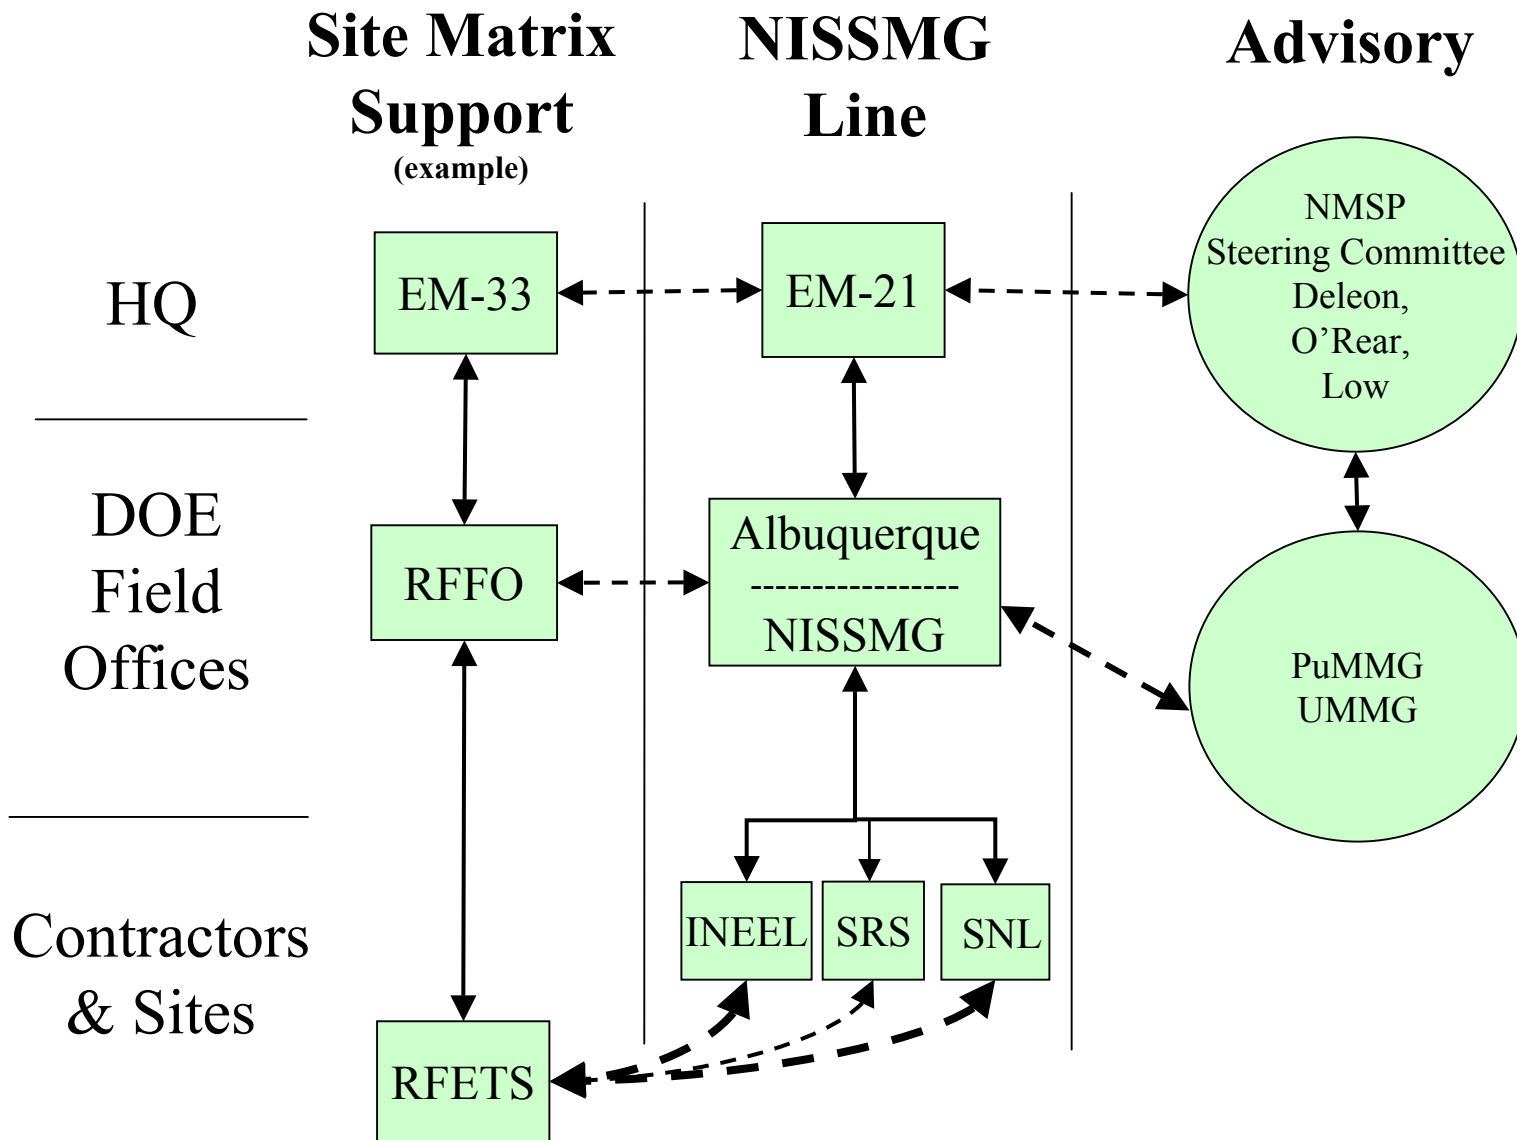 Site Matrix
Support
(example)
NISSMG
Line
Advisory
HQ
EM-33
EM-21
NMSP
Steering Committee
Deleon,
O’Rear,
Low
DOE
Field
Offices
RFFO
Albuquerque
-----------------
NISSMG
PuMMG
UMMG
Contractors
& Sites
INEEL
SRS
SNL
RFETS